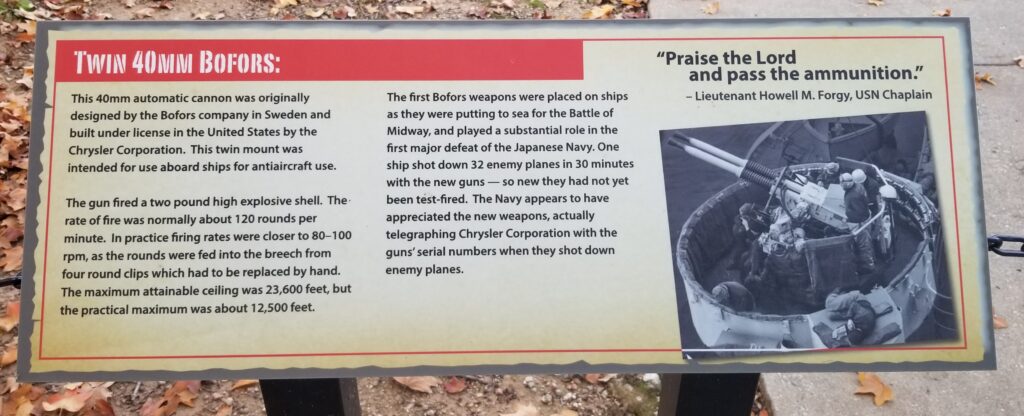 TWIN 40MM BOFORS:
This 40mm automatic cannon was originally
designed by the Bofors company in Sweden and
built under license in the United States by the
Chrysler Corporation. This twin mount was
intended for use aboard ships for antiaircraft use.
The gun fired a two pound high explosive shell. The
rate of fire was normally about 120 rounds per
minute. In practice firing rates were closer to 80–100
rpm, as the rounds were fed into the breech from
four round clips which had to be replaced by hand.
The maximum attainable ceiling was 23,600 feet, but
the practical maximum was about 12,500 feet.
The first Bofors weapons were placed on ships
as they were putting to sea for the Battle of
Midway, and played a substantial role in the
first major defeat of the Japanese Navy. One
ship shot down 32 enemy planes in 30 minutes
with the new guns — so new they had not yet
been test-fired. The Navy appears to have
appreciated the new weapons, actually
telegraphing Chrysler Corporation with the
guns' serial numbers when they shot down
enemy planes.
“Praise the Lord
and pass the ammunition.”
– Lieutenant Howell M. Forgy, USN Chaplain